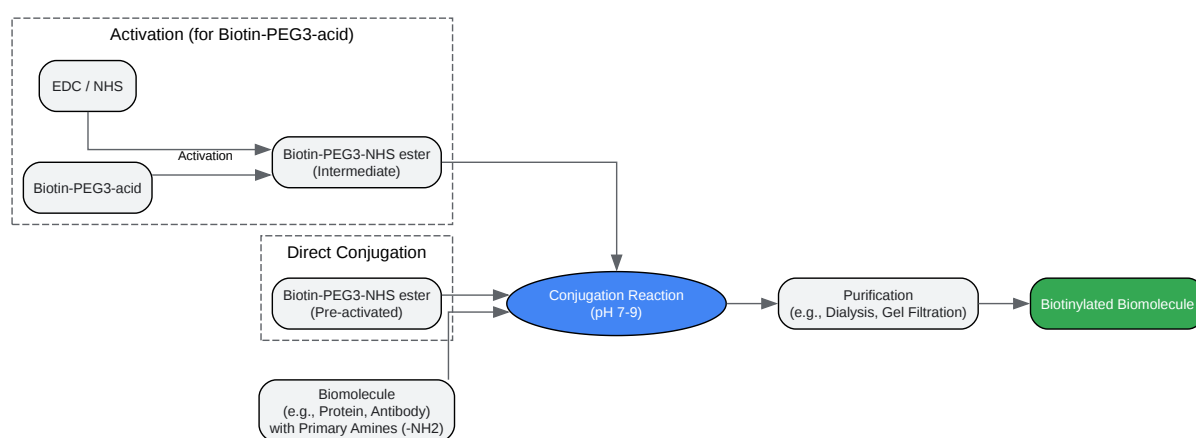 Activation (for Biotin-PEG3-acid)
EDC / NHS
Activation
Biotin-PEG3-NHS ester
(Intermediate)
Biotin-PEG3-acid
Direct Conjugation
Biotin-PEG3-NHS ester
(Pre-activated)
Conjugation Reaction
(pH 7-9)
Purification
(e.g., Dialysis, Gel Filtration)
Biotinylated Biomolecule
Biomolecule
(e.g., Protein, Antibody)
with Primary Amines (-NH2)